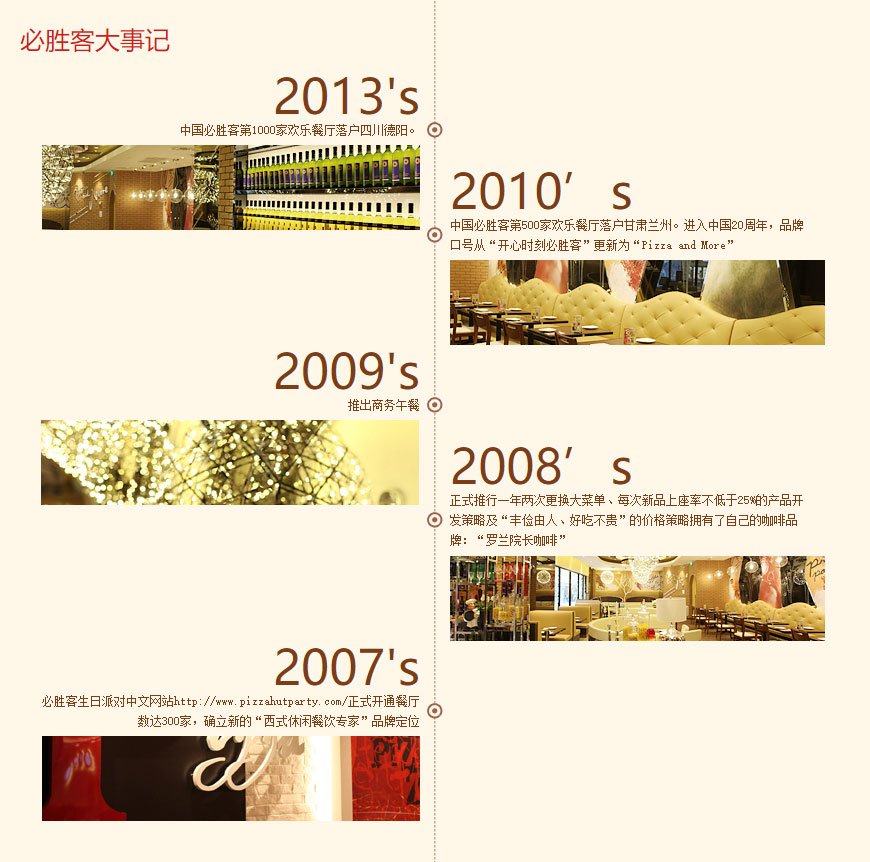 必胜客大事记
2013's
中国必胜客第1000家欢乐餐厅落户四川德阳。
2010′ s
中国必胜客第500家欢乐餐厅落户甘肃兰州。进入中国20周年，品牌
口号从“开心时刻必胜客”更新为“Pizza and More”
2009's
推出商务午餐
2008′ s
正式推行一年两次更换大菜单、每次新品上座率不低于25%的产品开
发策略及“丰俭由人、好吃不贵”的价格策略拥有了自己的咖啡品
牌：“罗兰院长咖啡”
2007's
必胜客生日派对中文网站http://www.pizzahutparty.com/正式开通餐厅
数达300家，确立新的“西式休闲餐饮专家”品牌定位